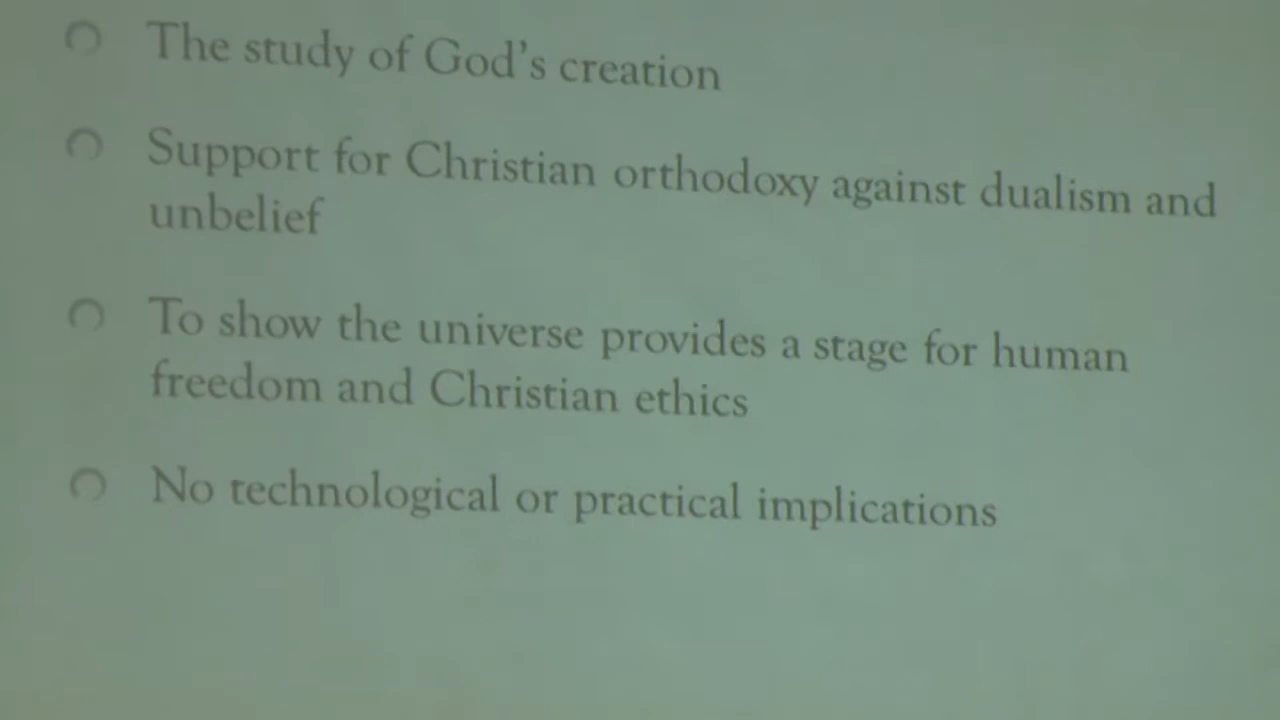 The study of God's creation
Support for Christian orthodoxy against dualism and
unbelief
To show the universe provides a stage for human
freedom and Christian ethics
No technological or practical implications